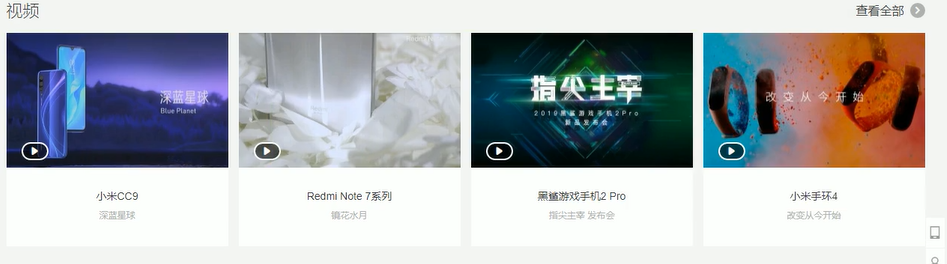 视频
查看全部
深蓝星球
Blue Planet
指尖主宰
2019黑鲨游戏手机2Pro
新品发布会
改变从今开始
小米CC9
Redmi Note 7系列
黑鲨游戏手机2 Pro
小米手环4
深蓝星球
镜花水月
指尖主宰 发布会
改变从今开始